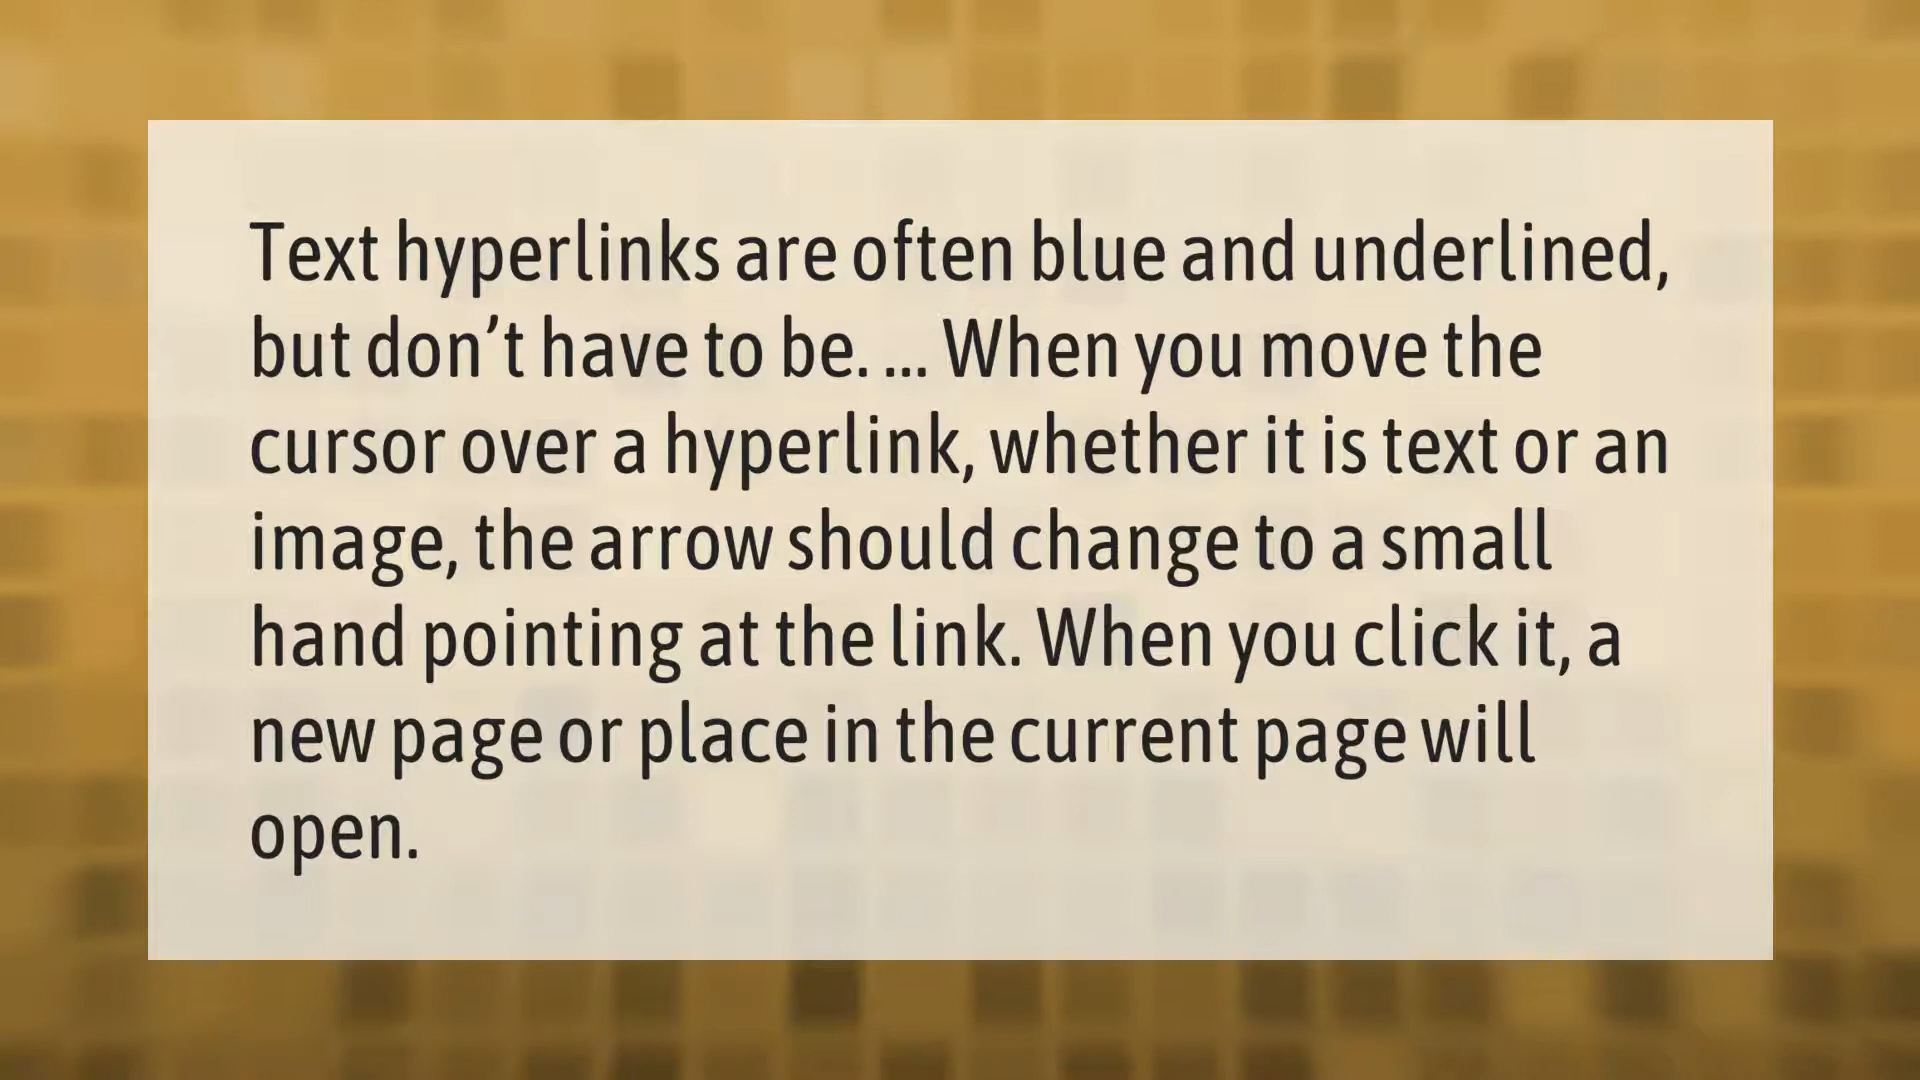 Text hyperlinks are often blue and underlined,
but don’t have to be. ... When you move the
cursor over a hyperlink, whether it is text or an
image, the arrow should change to a small
hand pointing at the link. When you click it, a
new page or place in the current page will
open.